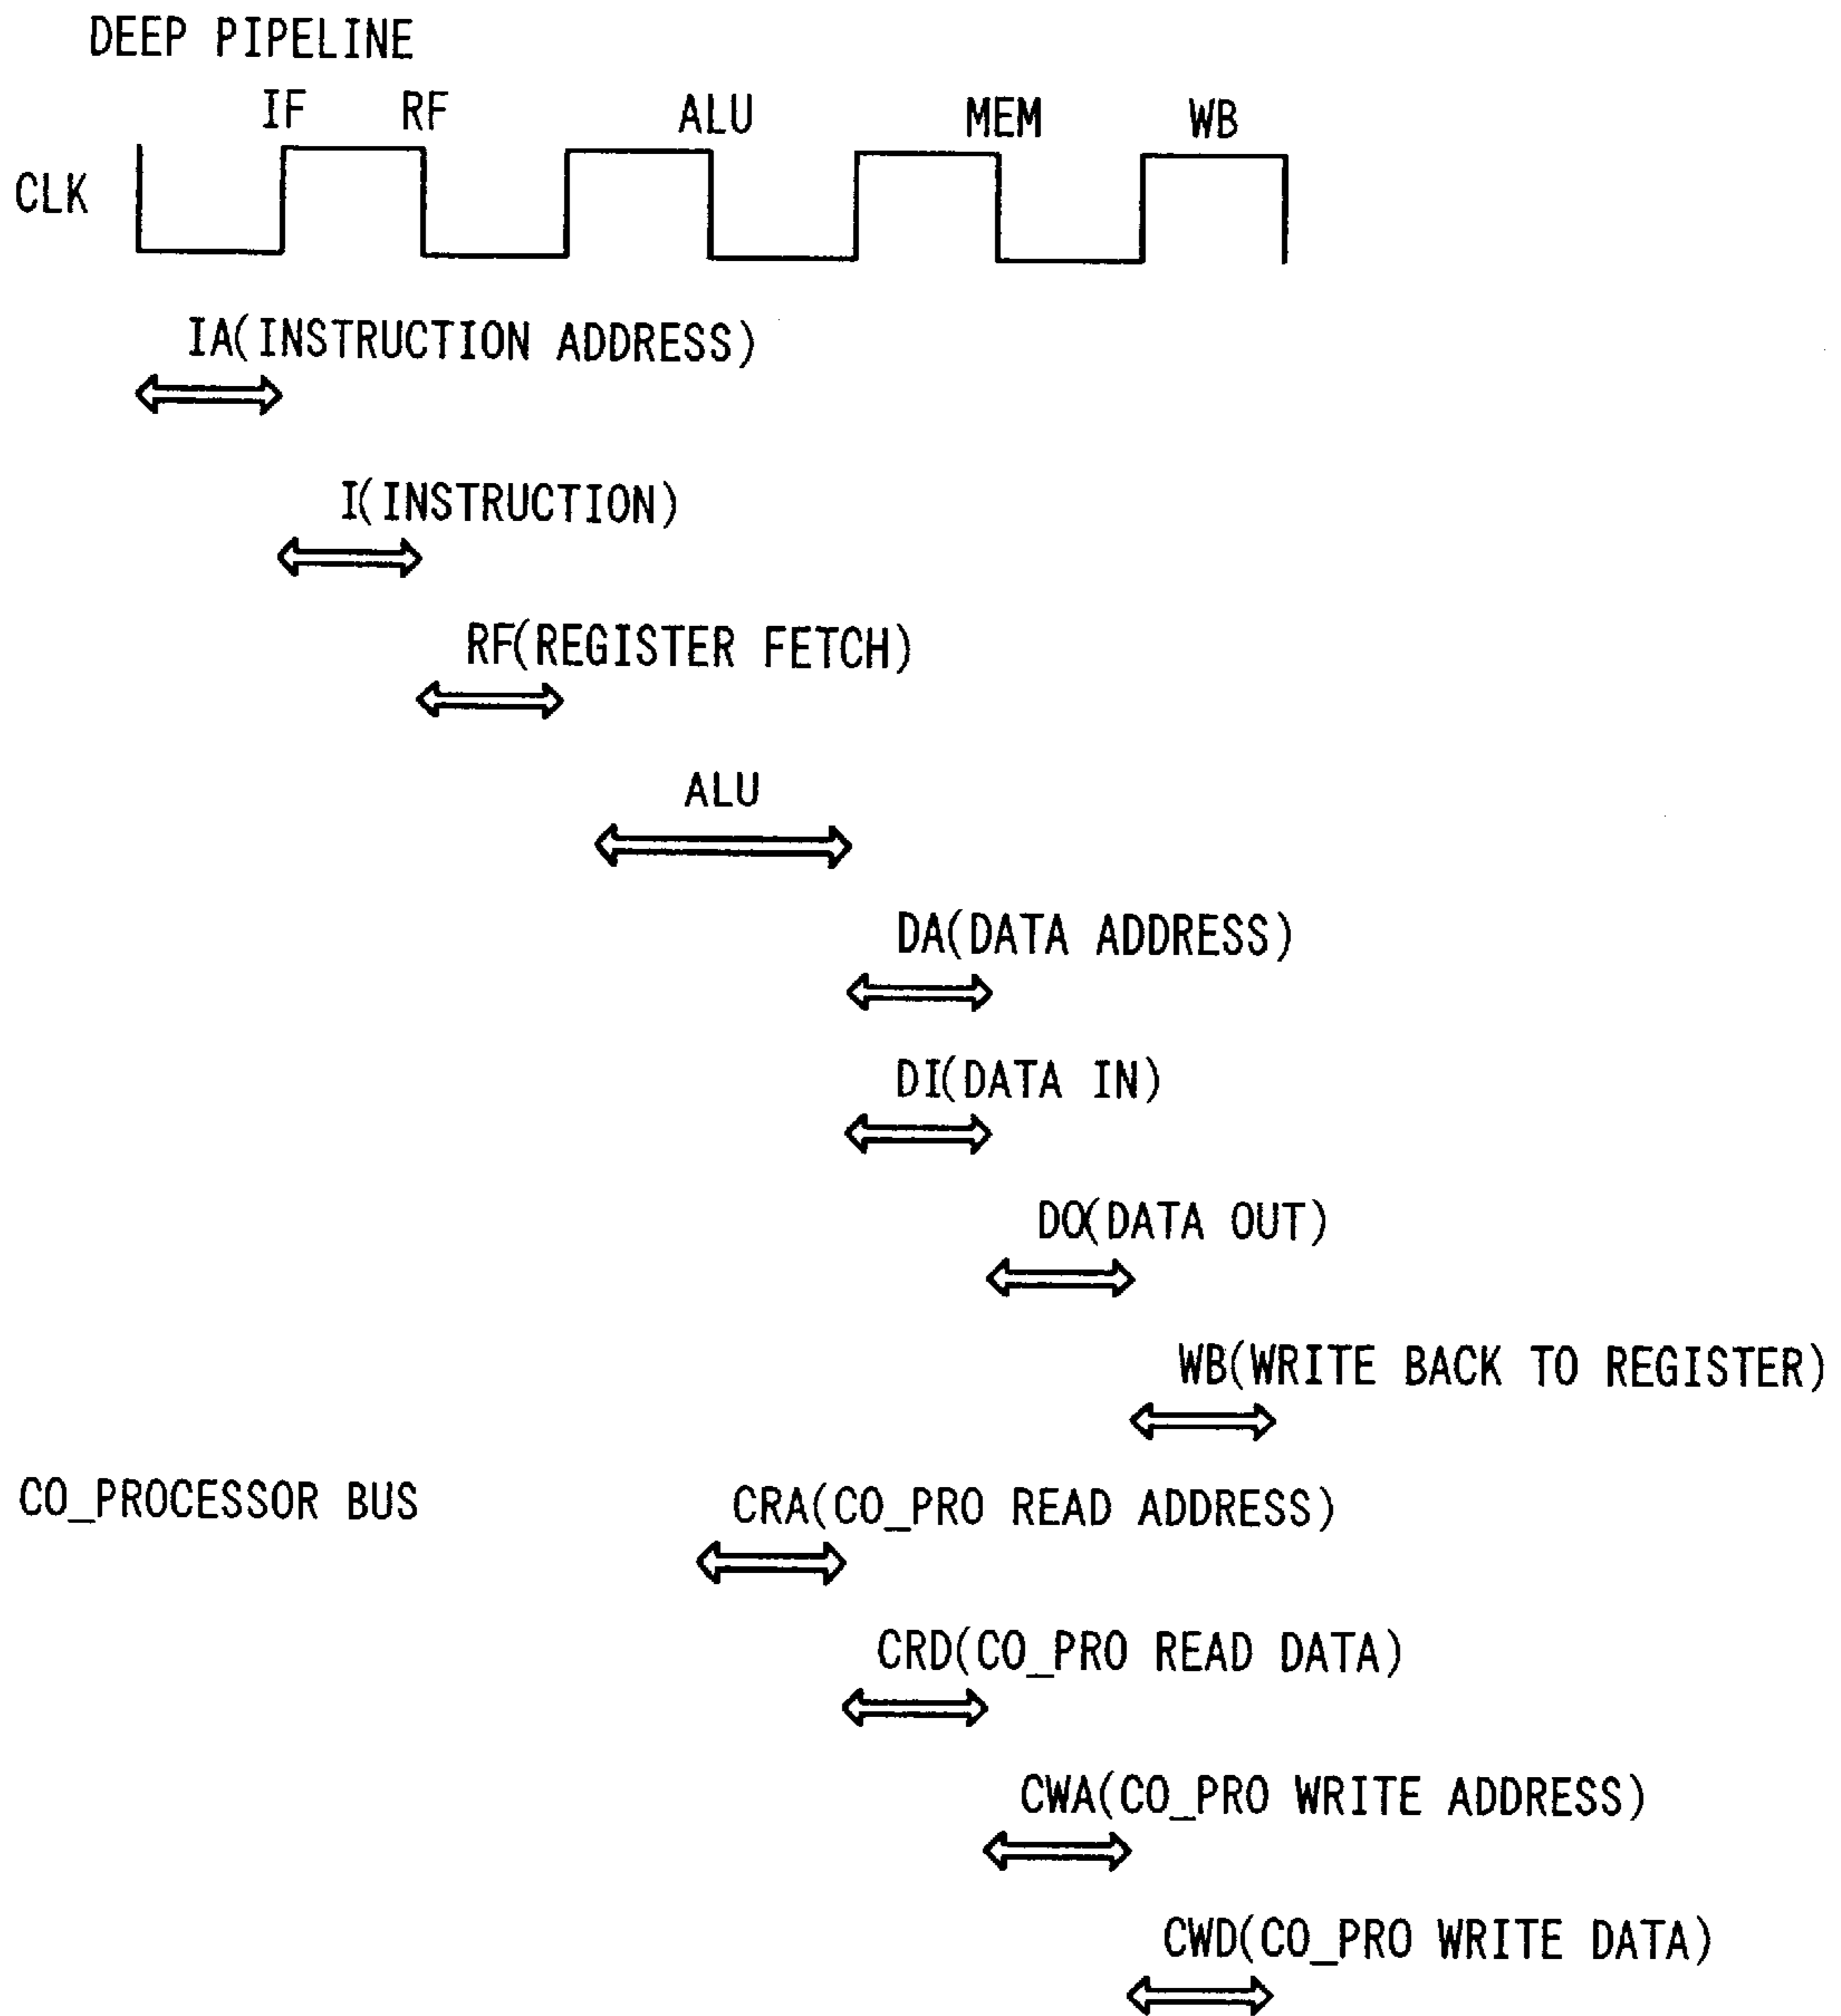 DEEP PIPELINE
IF RF ALU MEM WB
CLK
IA(INSTRUCTION ADDRESS)
I(INSTRUCTION)
RF(REGISTER FETCH)
ALU
DA(DATA ADDRESS)
DI(DATA IN)
DO(DATA OUT)
WB(WRITE BACK TO REGISTER)
CO_PROCESSOR BUS CRA(CO_PRO READ ADDRESS)
CRD(CO_PRO READ DATA)
CWA(CO_PRO WRITE ADDRESS)
CWD(CO_PRO WRITE DATA)